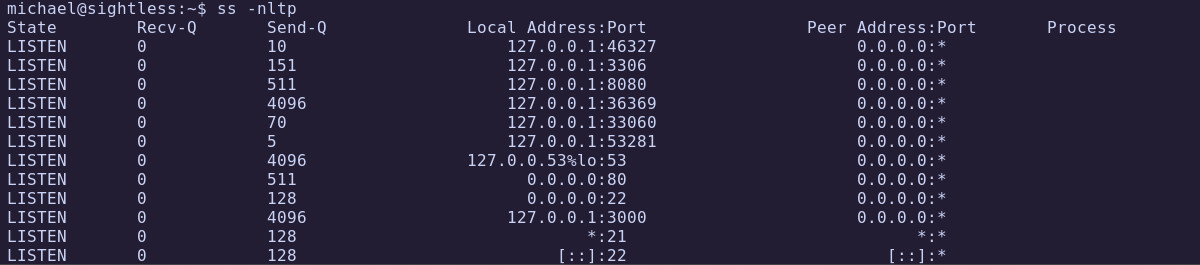 michael@sightless:~$ ss -nltp
State Recv-Q Send-Q Local Address:Port Peer Address:Port Process
LISTEN 0 10 127.0.0.1:46327 0.0.0.0:*
LISTEN 0 151 127.0.0.1:3306 0.0.0.0:*
LISTEN 0 511 127.0.0.1:8080 0.0.0.0:*
LISTEN 0 4096 127.0.0.1:36369 0.0.0.0:*
LISTEN 0 70 127.0.0.1:33060 0.0.0.0:*
LISTEN 0 5 127.0.0.1:53281 0.0.0.0:*
LISTEN 0 4096 127.0.0.53%lo:53 0.0.0.0:*
LISTEN 0 511 0.0.0.0:80 0.0.0.0:*
LISTEN 0 128 0.0.0.0:22 0.0.0.0:*
LISTEN 0 4096 127.0.0.1:3000 0.0.0.0:*
LISTEN 0 128 *:21 *:*
LISTEN 0 128 [::]:22 [::]:*